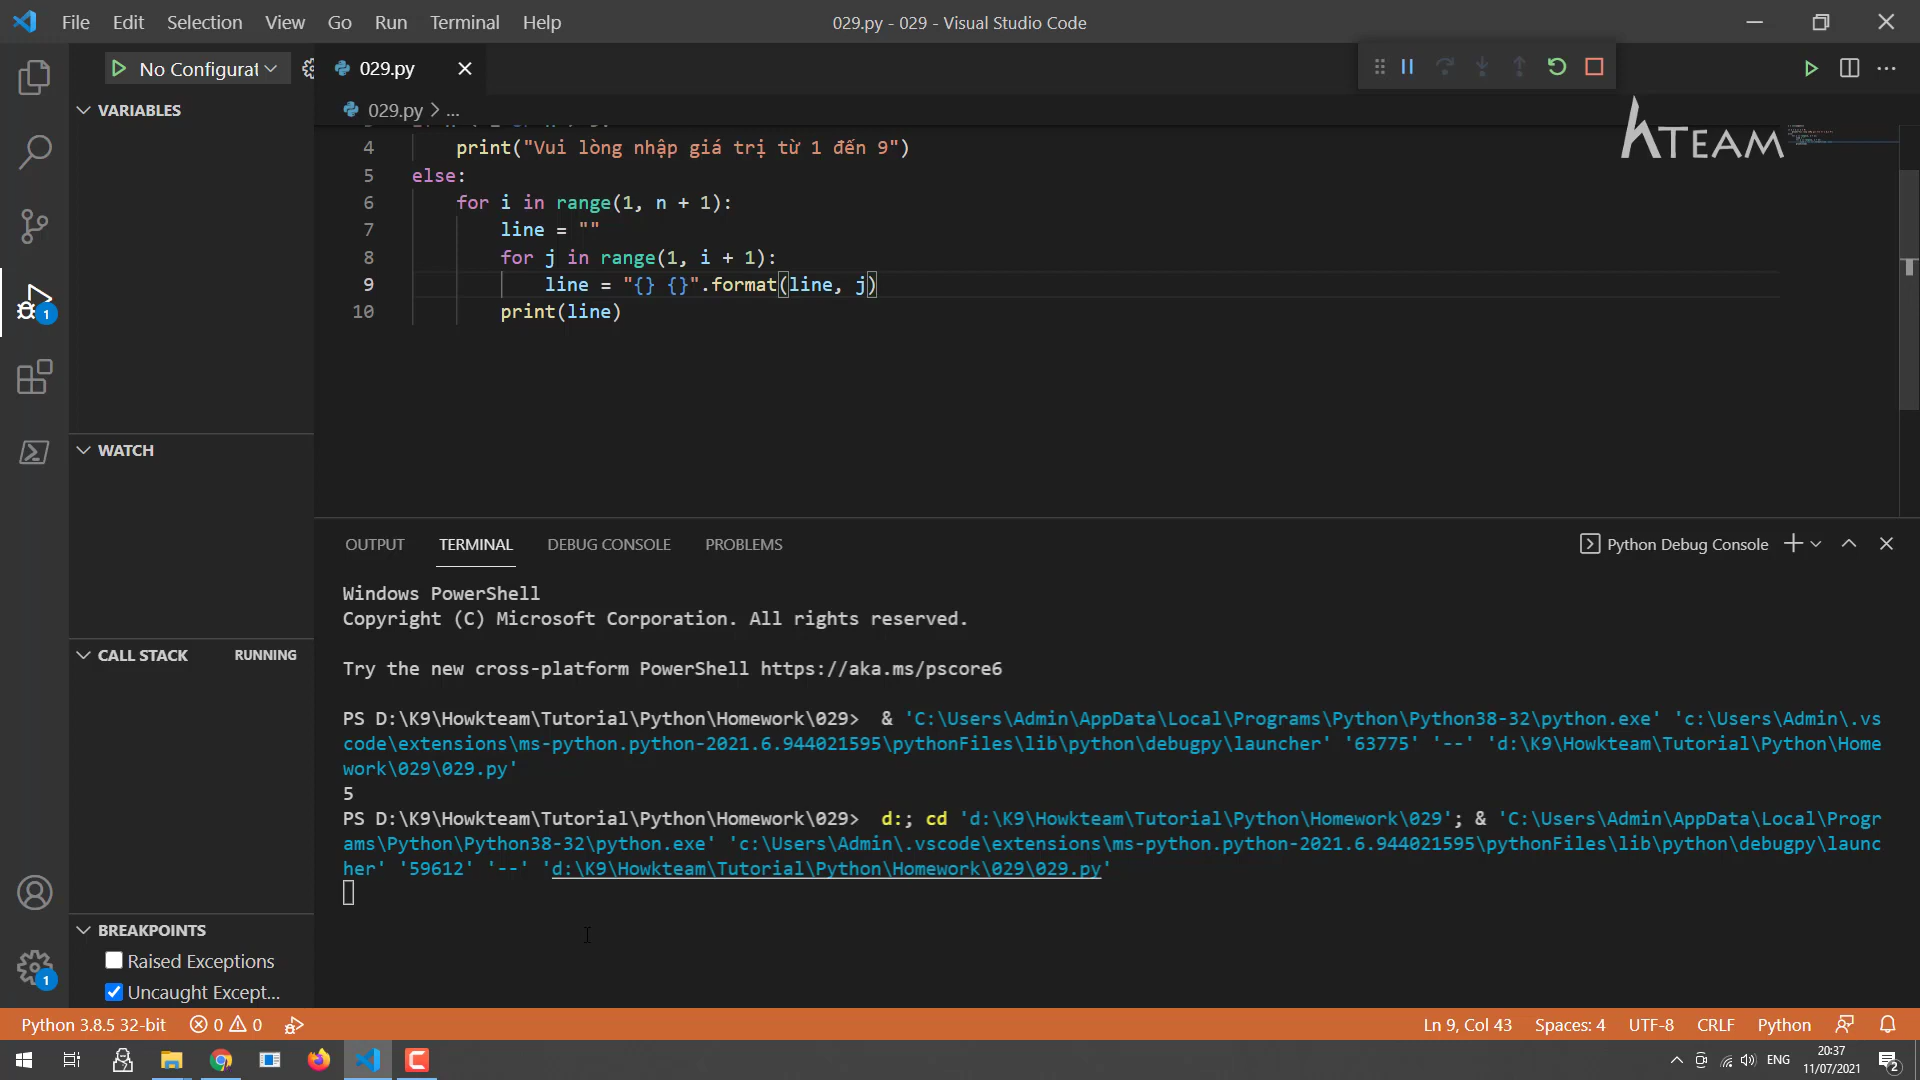 File Edit Selection View Go Run Terminal Help
029.py - 029 - Visual Studio Code
No Configurat
029.py
VARIABLES
029.py > ...
HTEAM
4 print("Vui lòng nhập giá trị từ 1 đến 9")
5 else:
6 for i in range(1, n + 1):
7 line = ""
8 for j in range(1, i + 1):
9 line = "{} {}".format(line, j)
10 print(line)
WATCH
OUTPUT TERMINAL DEBUG CONSOLE PROBLEMS
Python Debug Console
Windows PowerShell
Copyright (C) Microsoft Corporation. All rights reserved.
Try the new cross-platform PowerShell https://aka.ms/pscore6
CALL STACK RUNNING
PS D:\K9\Howkteam\Tutorial\Python\Homework\029> & 'C:\Users\Admin\AppData\Local\Programs\Python\Python38-32\python.exe' 'c:\Users\Admin\.vs
code\extensions\ms-python.python-2021.6.944021595\pythonFiles\lib\python\debugpy\launcher' '63775' '--' 'd:\K9\Howkteam\Tutorial\Python\Home
work\029\029.py'
5
PS D:\K9\Howkteam\Tutorial\Python\Homework\029> d:; cd 'd:\K9\Howkteam\Tutorial\Python\Homework\029'; & 'C:\Users\Admin\AppData\Local\Progr
ams\Python\Python38-32\python.exe' 'c:\Users\Admin\.vscode\extensions\ms-python.python-2021.6.944021595\pythonFiles\lib\python\debugpy\launc
her' '59612' '--' 'd:\K9\Howkteam\Tutorial\Python\Homework\029\029.py'
BREAKPOINTS
Raised Exceptions
Uncaught Except...
1
1
Python 3.8.5 32-bit 0 0
Ln 9, Col 43 Spaces: 4 UTF-8 CRLF Python
ENG
20:37
11/07/2021
2